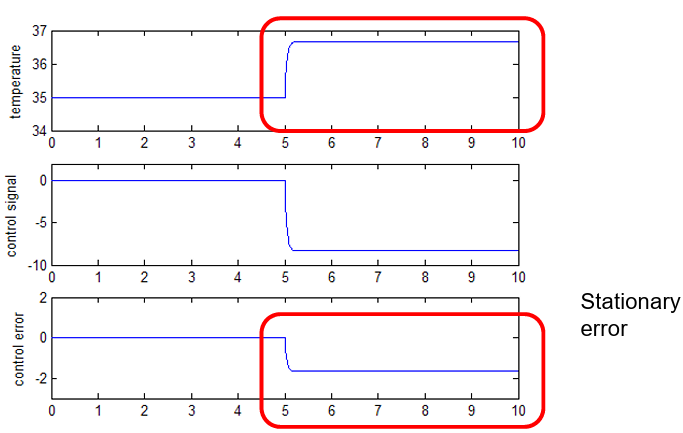 37
36
35
34
temperature
0 1 2 3 4 5 6 7 8 9 10
0
-5
-10
control signal
0 1 2 3 4 5 6 7 8 9 10
2
0
-2
control error
0 1 2 3 4 5 6 7 8 9 10
Stationary
error